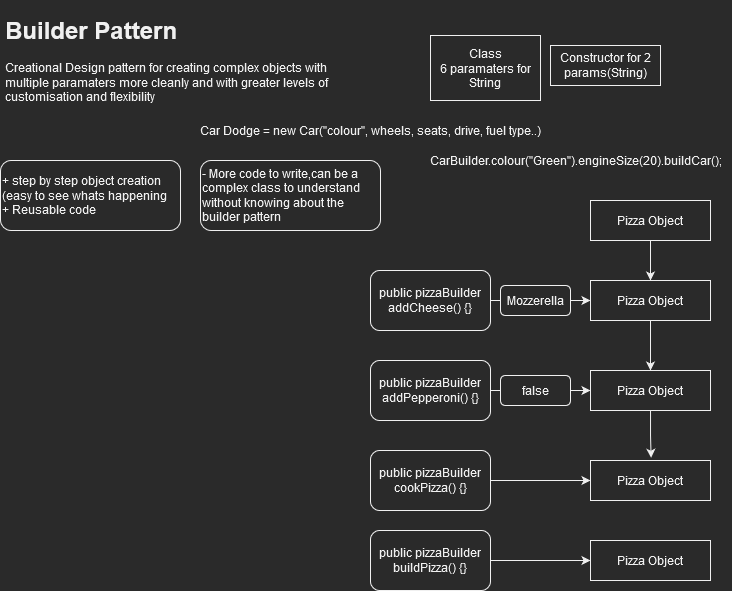 Builder Pattern
Creational Design pattern for creating complex objects with
multiple paramaters more cleanly and with greater levels of
customisation and flexibility
Class
6 paramaters for
String
Constructor for 2
params(String)
Car Dodge = new Car("colour", wheels, seats, drive, fuel type..)
CarBuilder.colour("Green").engineSize(20).buildCar();
+ step by step object creation
(easy to see whats happening
+ Reusable code
- More code to write,can be a
complex class to understand
without knowing about the
builder pattern
Pizza Object
public pizzaBuilder
addCheese() {}
Mozzerella
Pizza Object
public pizzaBuilder
addPepperoni() {}
false
Pizza Object
public pizzaBuilder
cookPizza() {}
Pizza Object
public pizzaBuilder
buildPizza() {}
Pizza Object